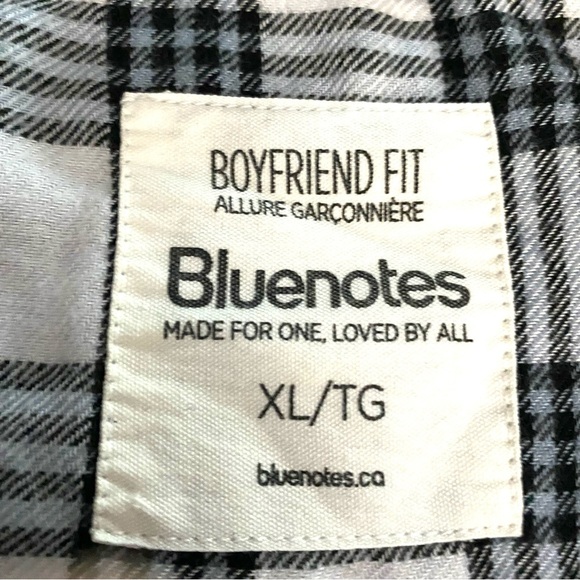 BOYFRIEND FIT
ALLURE GARÇONNIÈRE
Bluenotes
MADE FOR ONE, LOVED BY ALL
XL/TG
bluenotes.ca